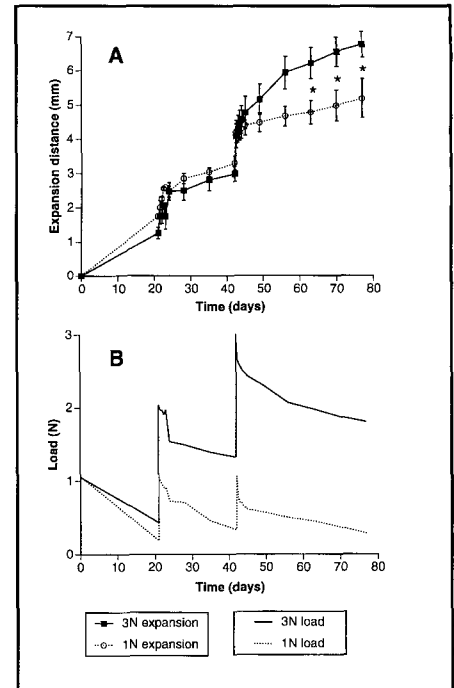 A
Expansion distance (mm)
7
6
5
4
3
2
1
0
* * *
0 10 20 30 40 50 60 70 80
Time (days)
B
Load (N)
3
2
1
0
0 10 20 30 40 50 60 70 80
Time (days)
3N expansion
1N expansion
3N load
1N load